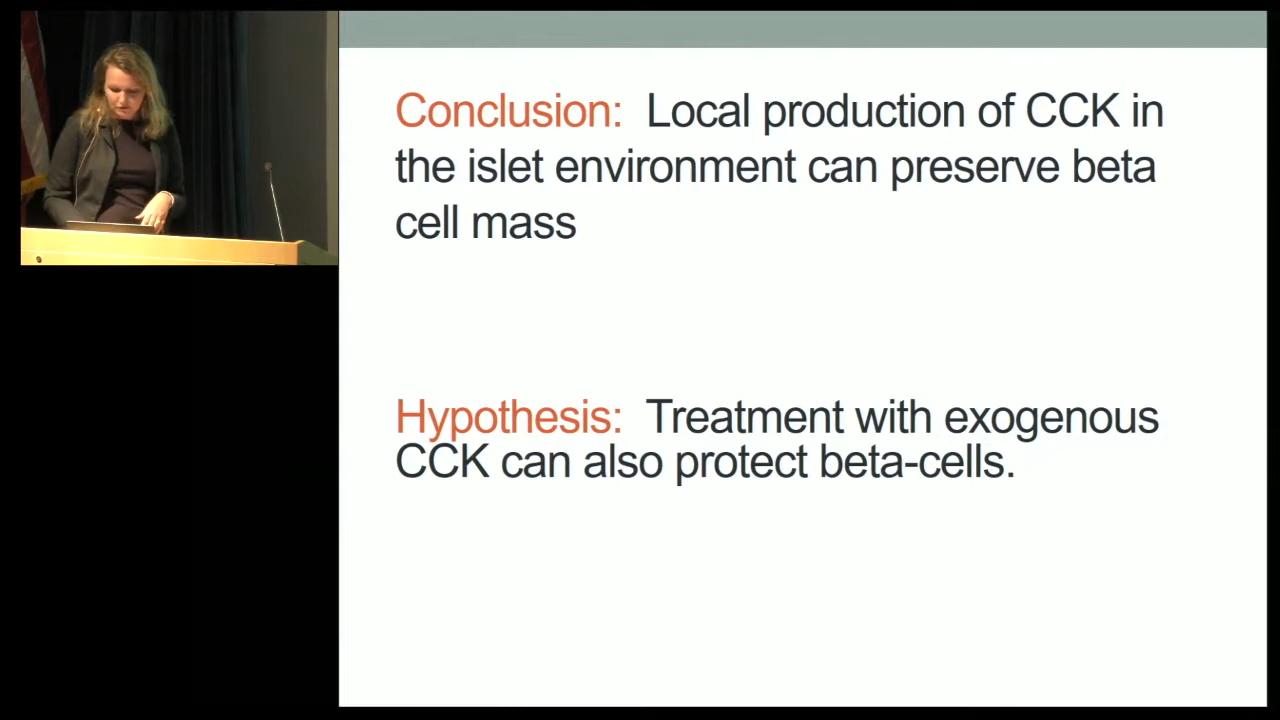 Conclusion: Local production of CCK in
the islet environment can preserve beta
cell mass
Hypothesis: Treatment with exogenous
CCK can also protect beta-cells.